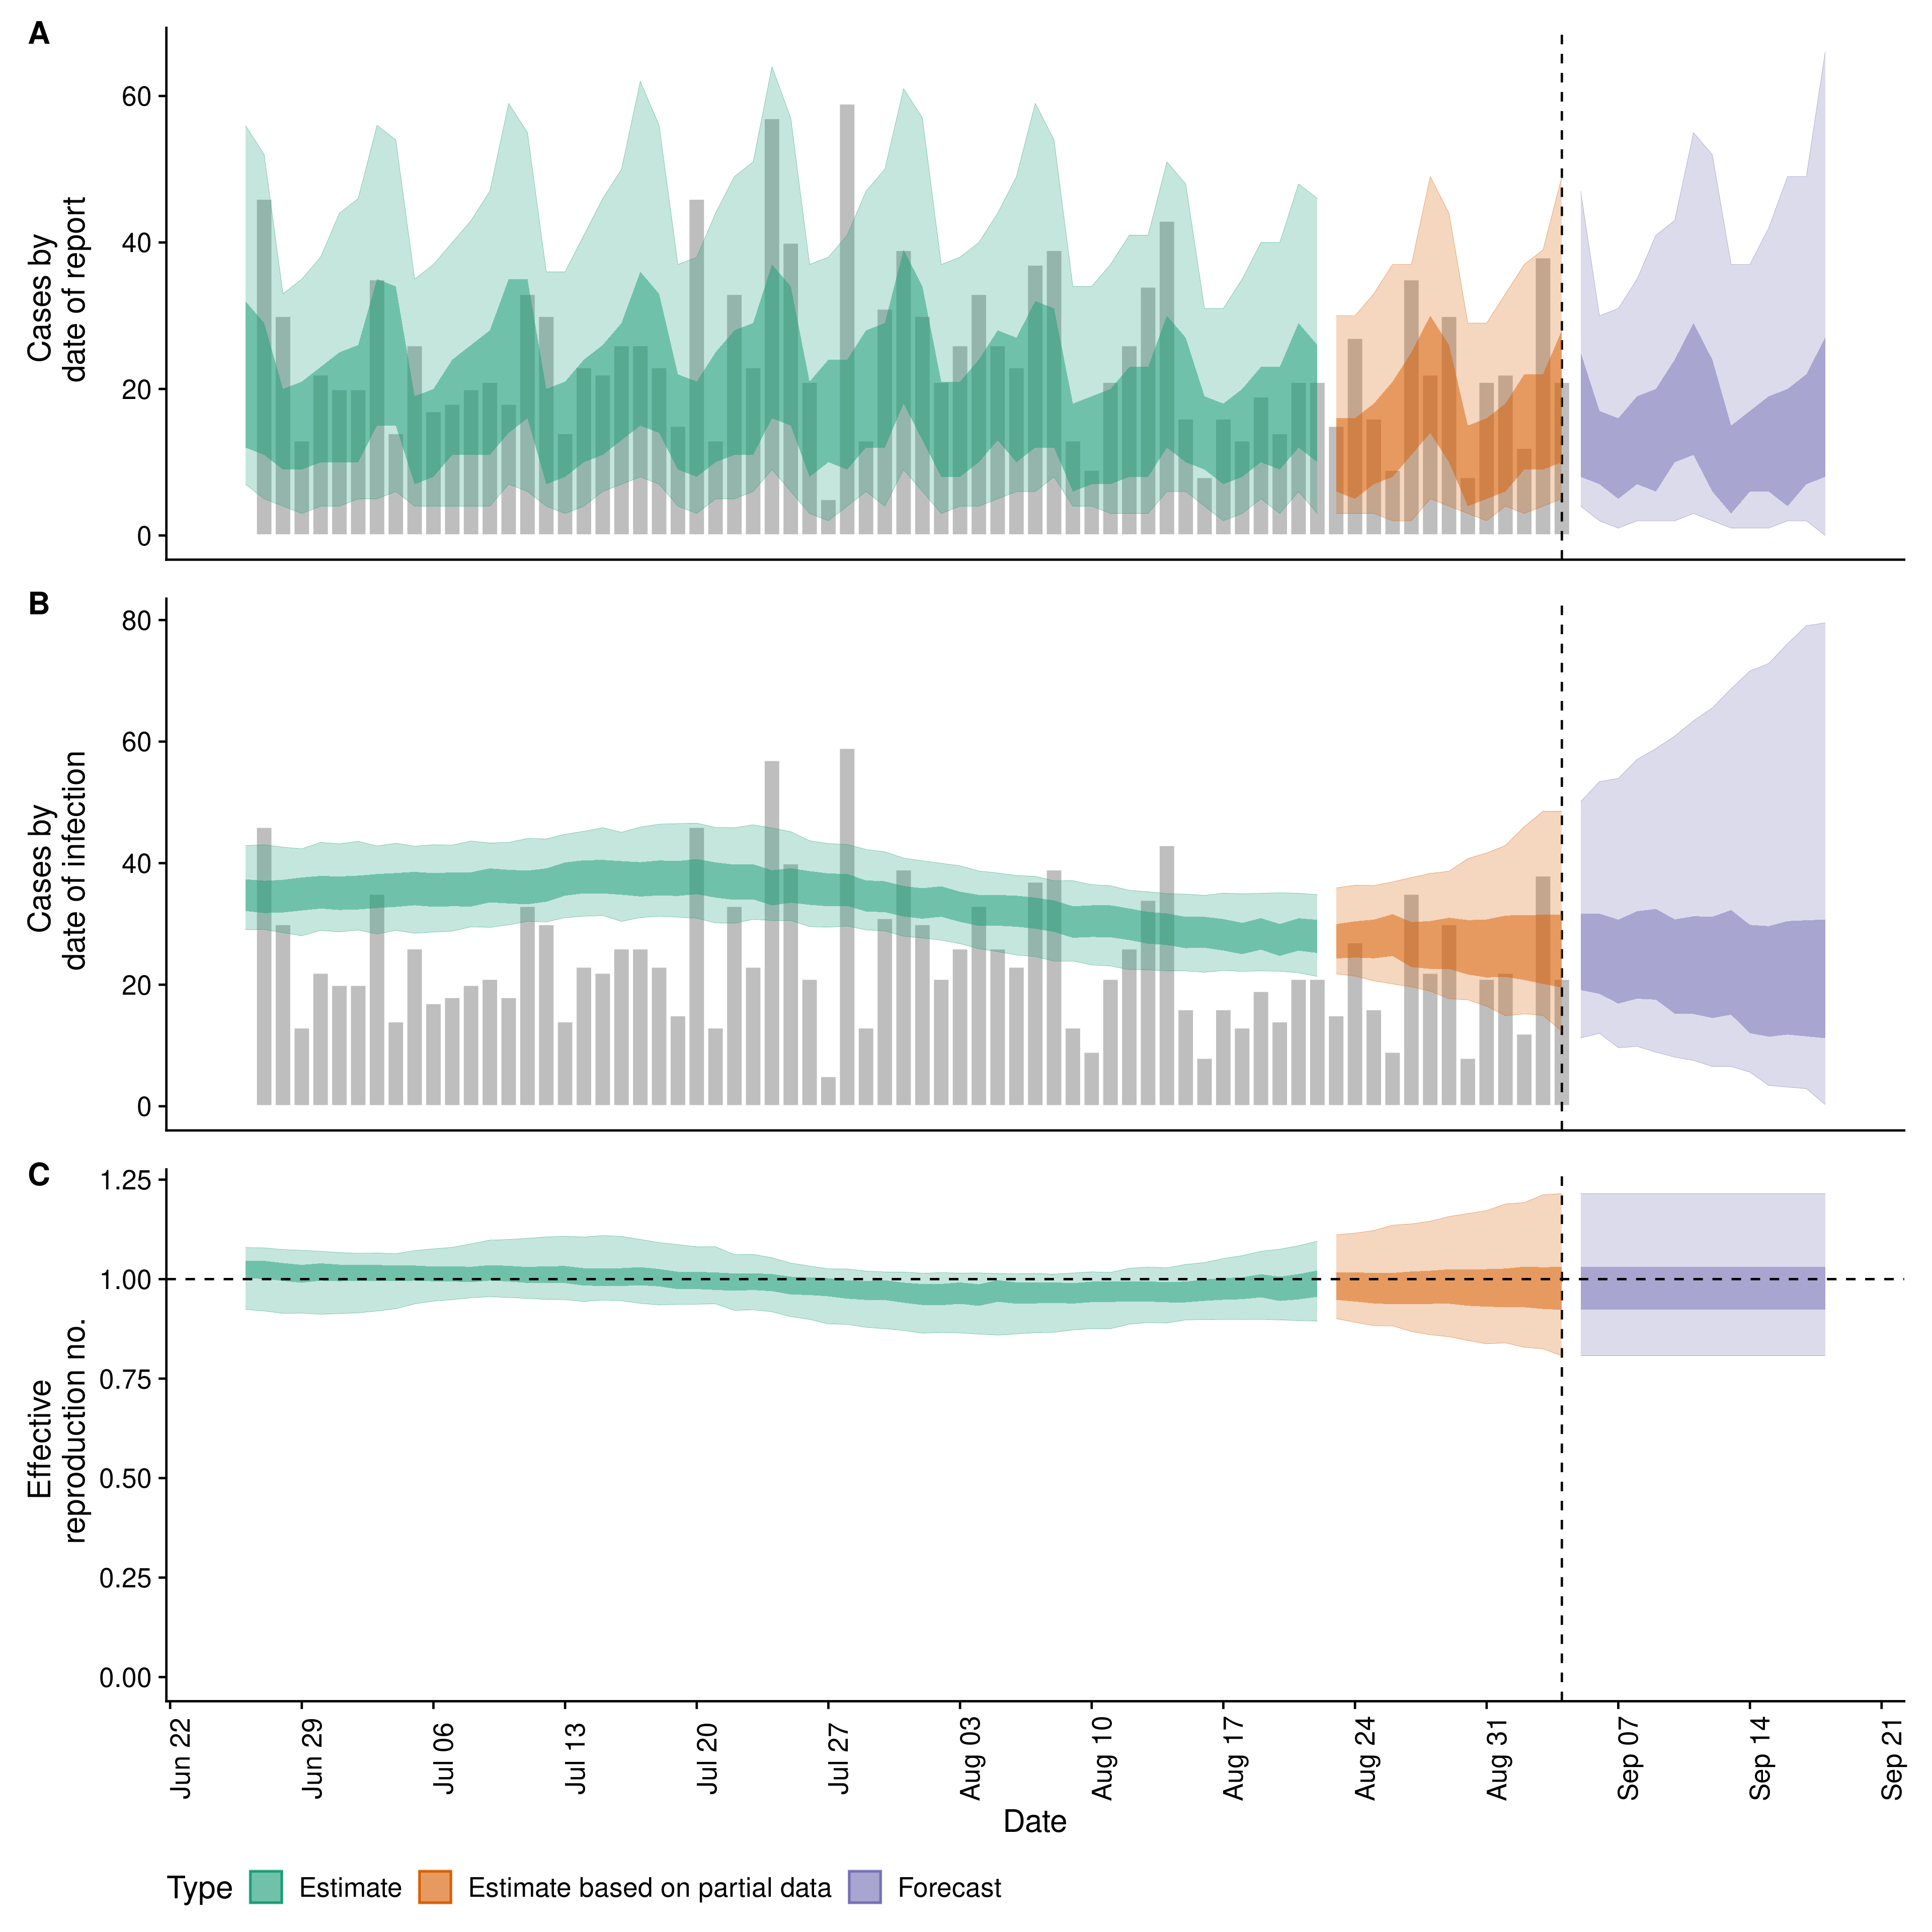 A
Cases by
date of report
60
40
20
0
B
Cases by
date of infection
80
60
40
20
0
C
Effective
reproduction no.
1.25
1.00
0.75
0.50
0.25
0.00
Jun 22
Jun 29
Jul 06
Jul 13
Jul 20
Jul 27
Aug 03
Aug 10
Aug 17
Aug 24
Aug 31
Sep 07
Sep 14
Sep 21
Date
Type Estimate Estimate based on partial data Forecast